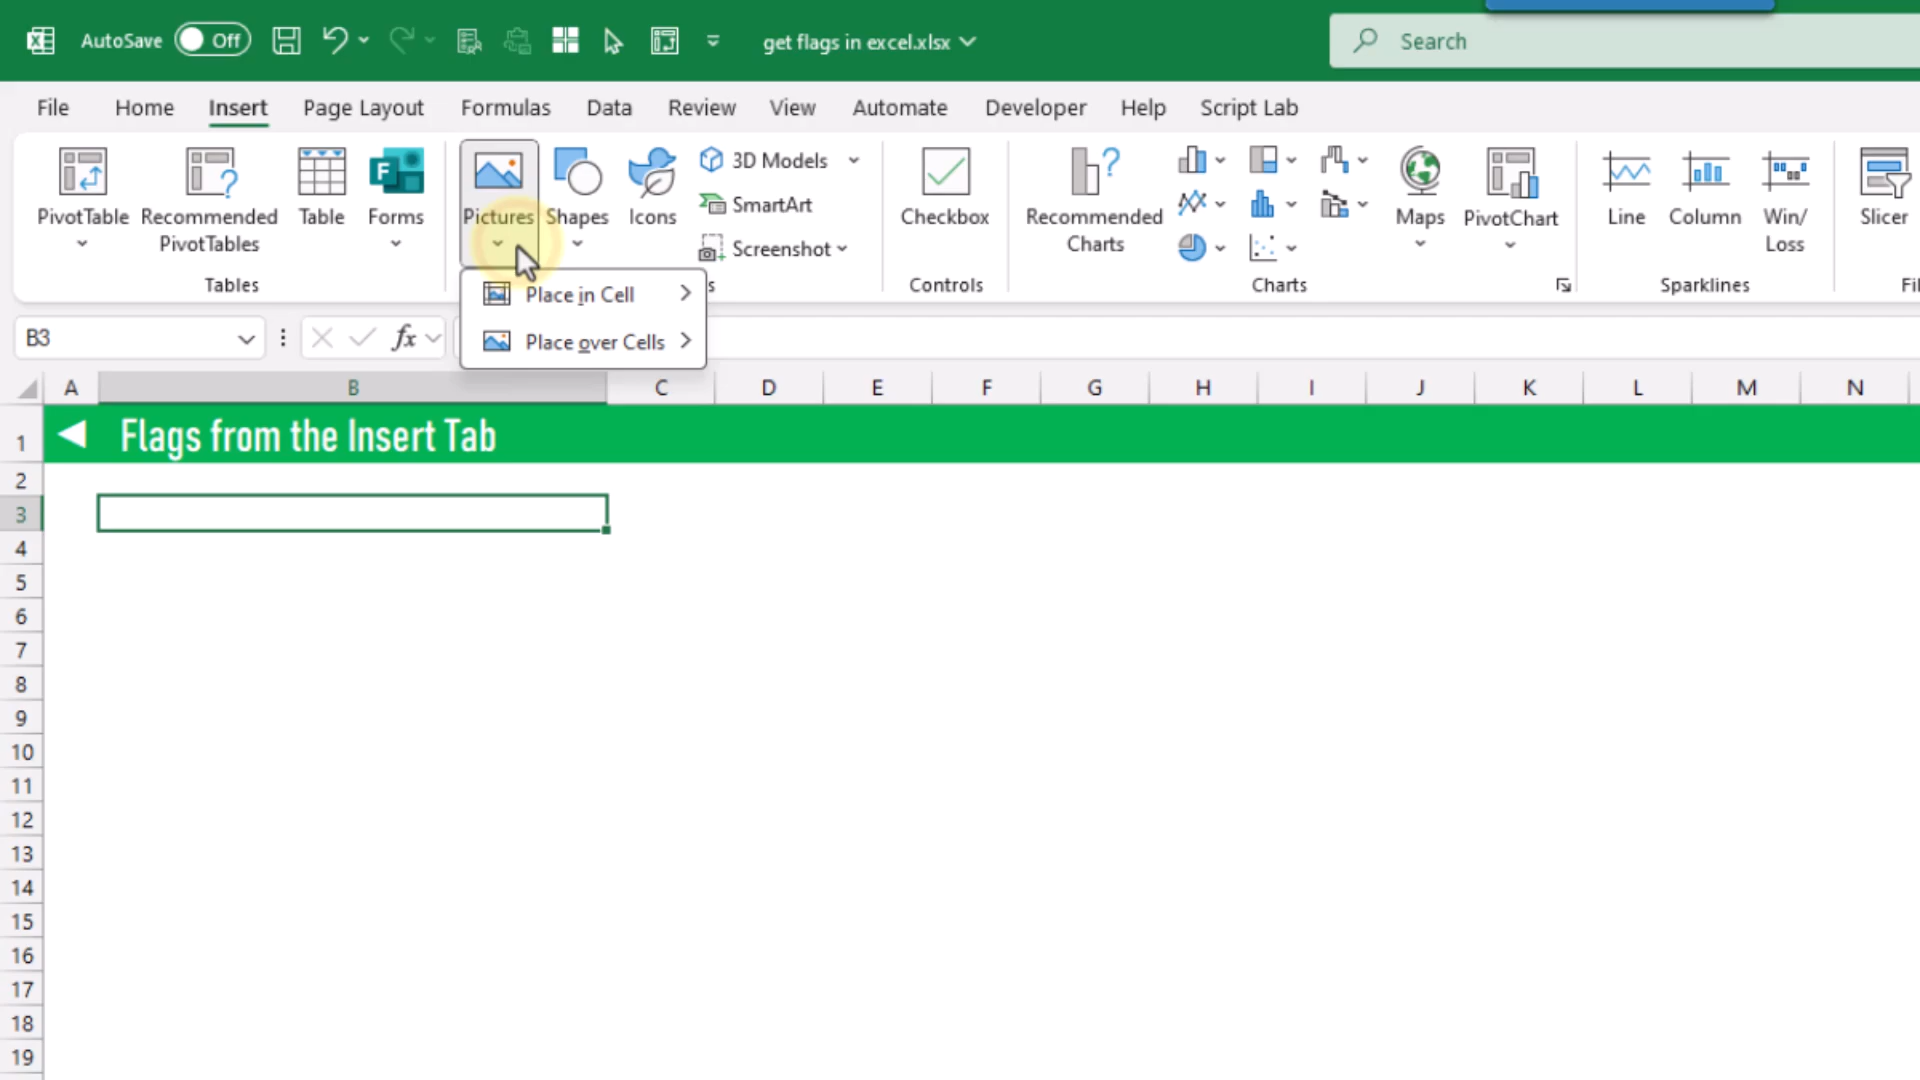 AutoSave Off get flags in excel.xlsx Search
File Home Insert Page Layout Formulas Data Review View Automate Developer Help Script Lab
PivotTable
Recommended
PivotTables
Table
Forms
Tables
Pictures
Shapes
Icons
3D Models
SmartArt
Screenshot
s
Checkbox
Controls
Recommended
Charts
Maps
PivotChart
Charts
Line
Column
Win/
Loss
Sparklines
Slicer
Fil
Place in Cell
Place over Cells
B3
fx
A B C D E F G H I J K L M N
1 Flags from the Insert Tab
2
3
4
5
6
7
8
9
10
11
12
13
14
15
16
17
18
19